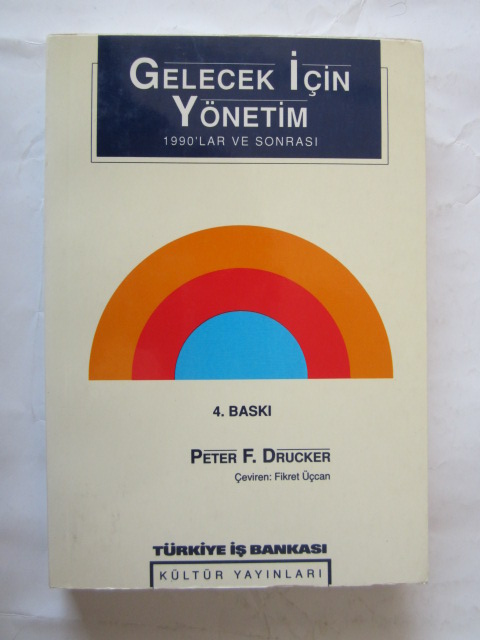 GELECEK İÇİN
YÖNETİM
1990'LAR VE SONRASI
4. BASKI
PETER F. DRUCKER
Çeviren: Fikret Üçcan
TÜRKİYE İŞ BANKASI
KÜLTÜR YAYINLARI